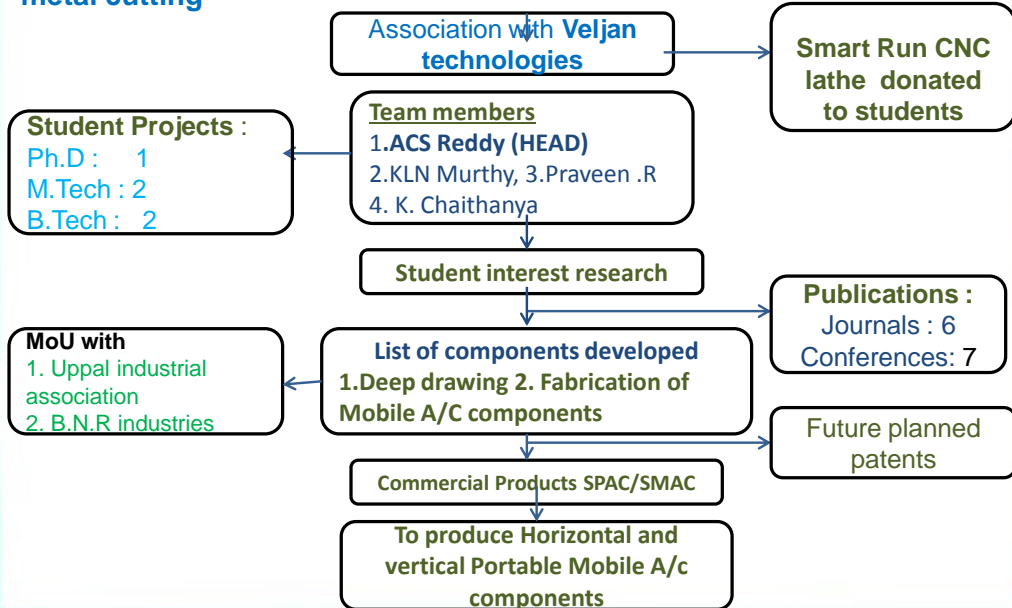 metal cutting
Association with Veljan
technologies
Smart Run CNC
lathe donated
to students
Team members
1.ACS Reddy (HEAD)
2.KLN Murthy, 3.Praveen .R
4. K. Chaithanya
Student Projects :
Ph.D : 1
M.Tech : 2
B.Tech : 2
Student interest research
Publications :
Journals : 6
Conferences: 7
MoU with
1. Uppal industrial
association
2. B.N.R industries
List of components developed
1.Deep drawing 2. Fabrication of
Mobile A/C components
Future planned
patents
Commercial Products SPAC/SMAC
To produce Horizontal and
vertical Portable Mobile A/c
components